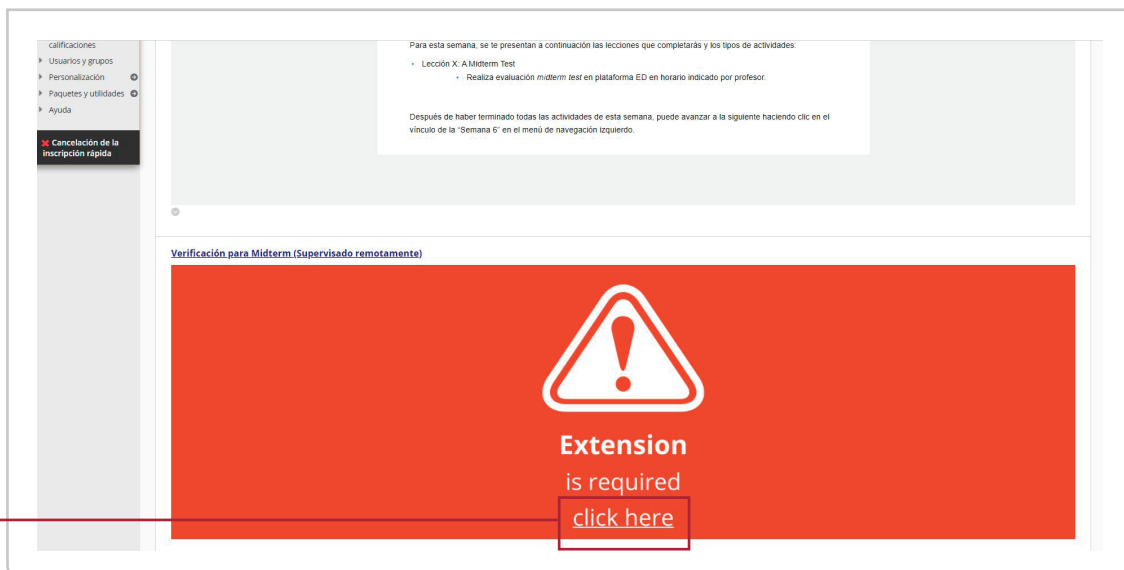 calificaciones
Usuarios y grupos
Personalización
Paquetes y utilidades
Ayuda
Cancelación de la
inscripción rápida
Para esta semana, se te presentan a continuación las lecciones que completarás y los tipos de actividades:
Lección X: A Midterm Test
Realiza evaluación midterm test en plataforma ED en horario indicado por profesor.
Después de haber terminado todas las actividades de esta semana, puede avanzar a la siguiente haciendo clic en el
vínculo de la “Semana 6” en el menú de navegación izquierdo.
Verificación para Midterm (Supervisado remotamente)
Extension
is required
click here